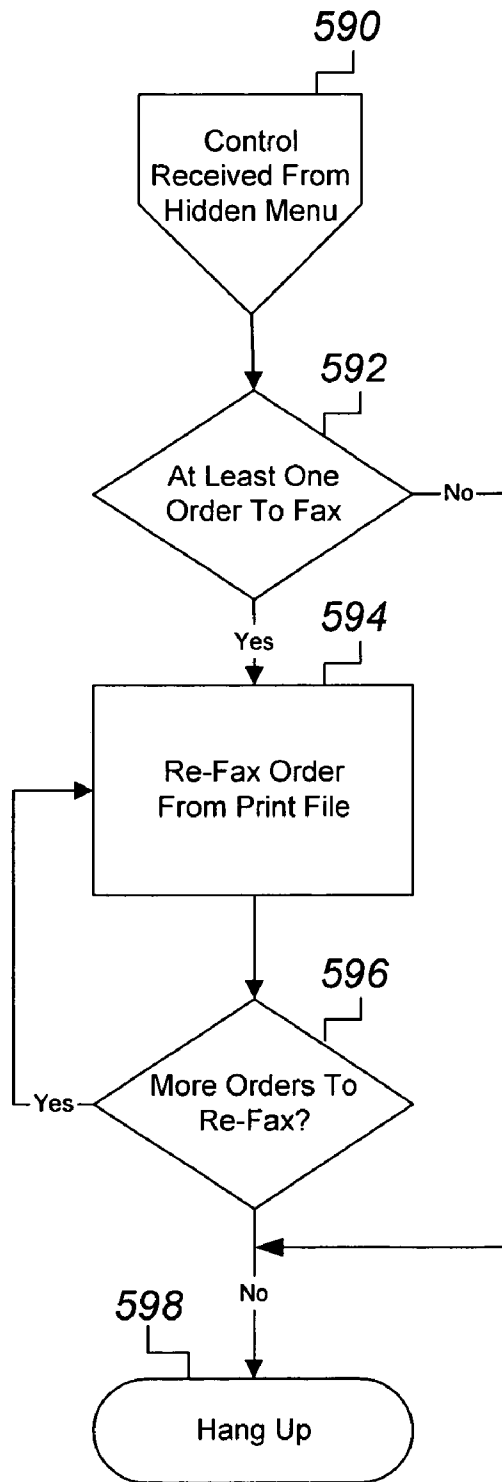 590
Control
Received From
Hidden Menu
592
At Least One
Order To Fax
No
Yes
594
Re-Fax Order
From Print File
596
More Orders To
Re-Fax?
Yes
No
598
Hang Up